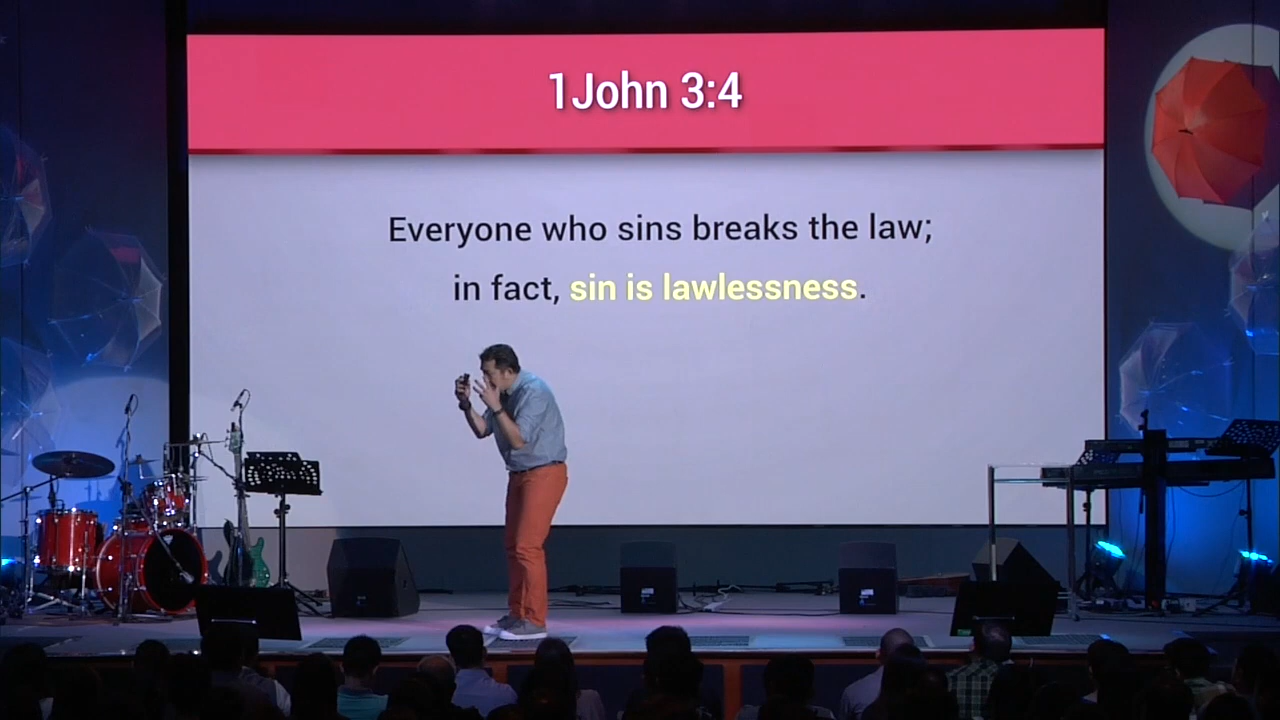 1John 3:4
Everyone who sins breaks the law;
in fact, sin is lawlessness.